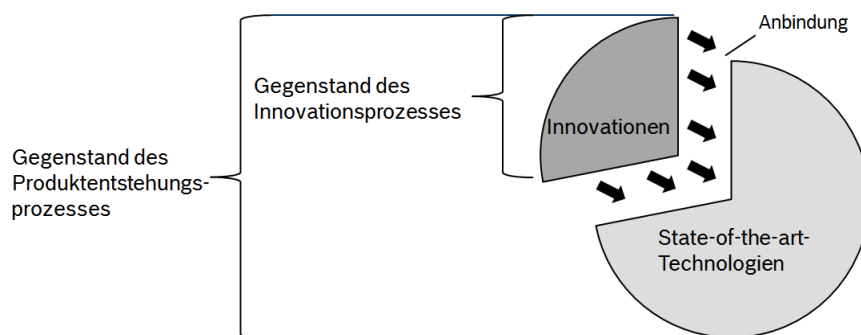 Anbindung
Gegenstand des
Innovationsprozesses
Innovationen
Gegenstand des
Produktentstehungs-
prozesses
State-of-the-art-
Technologien